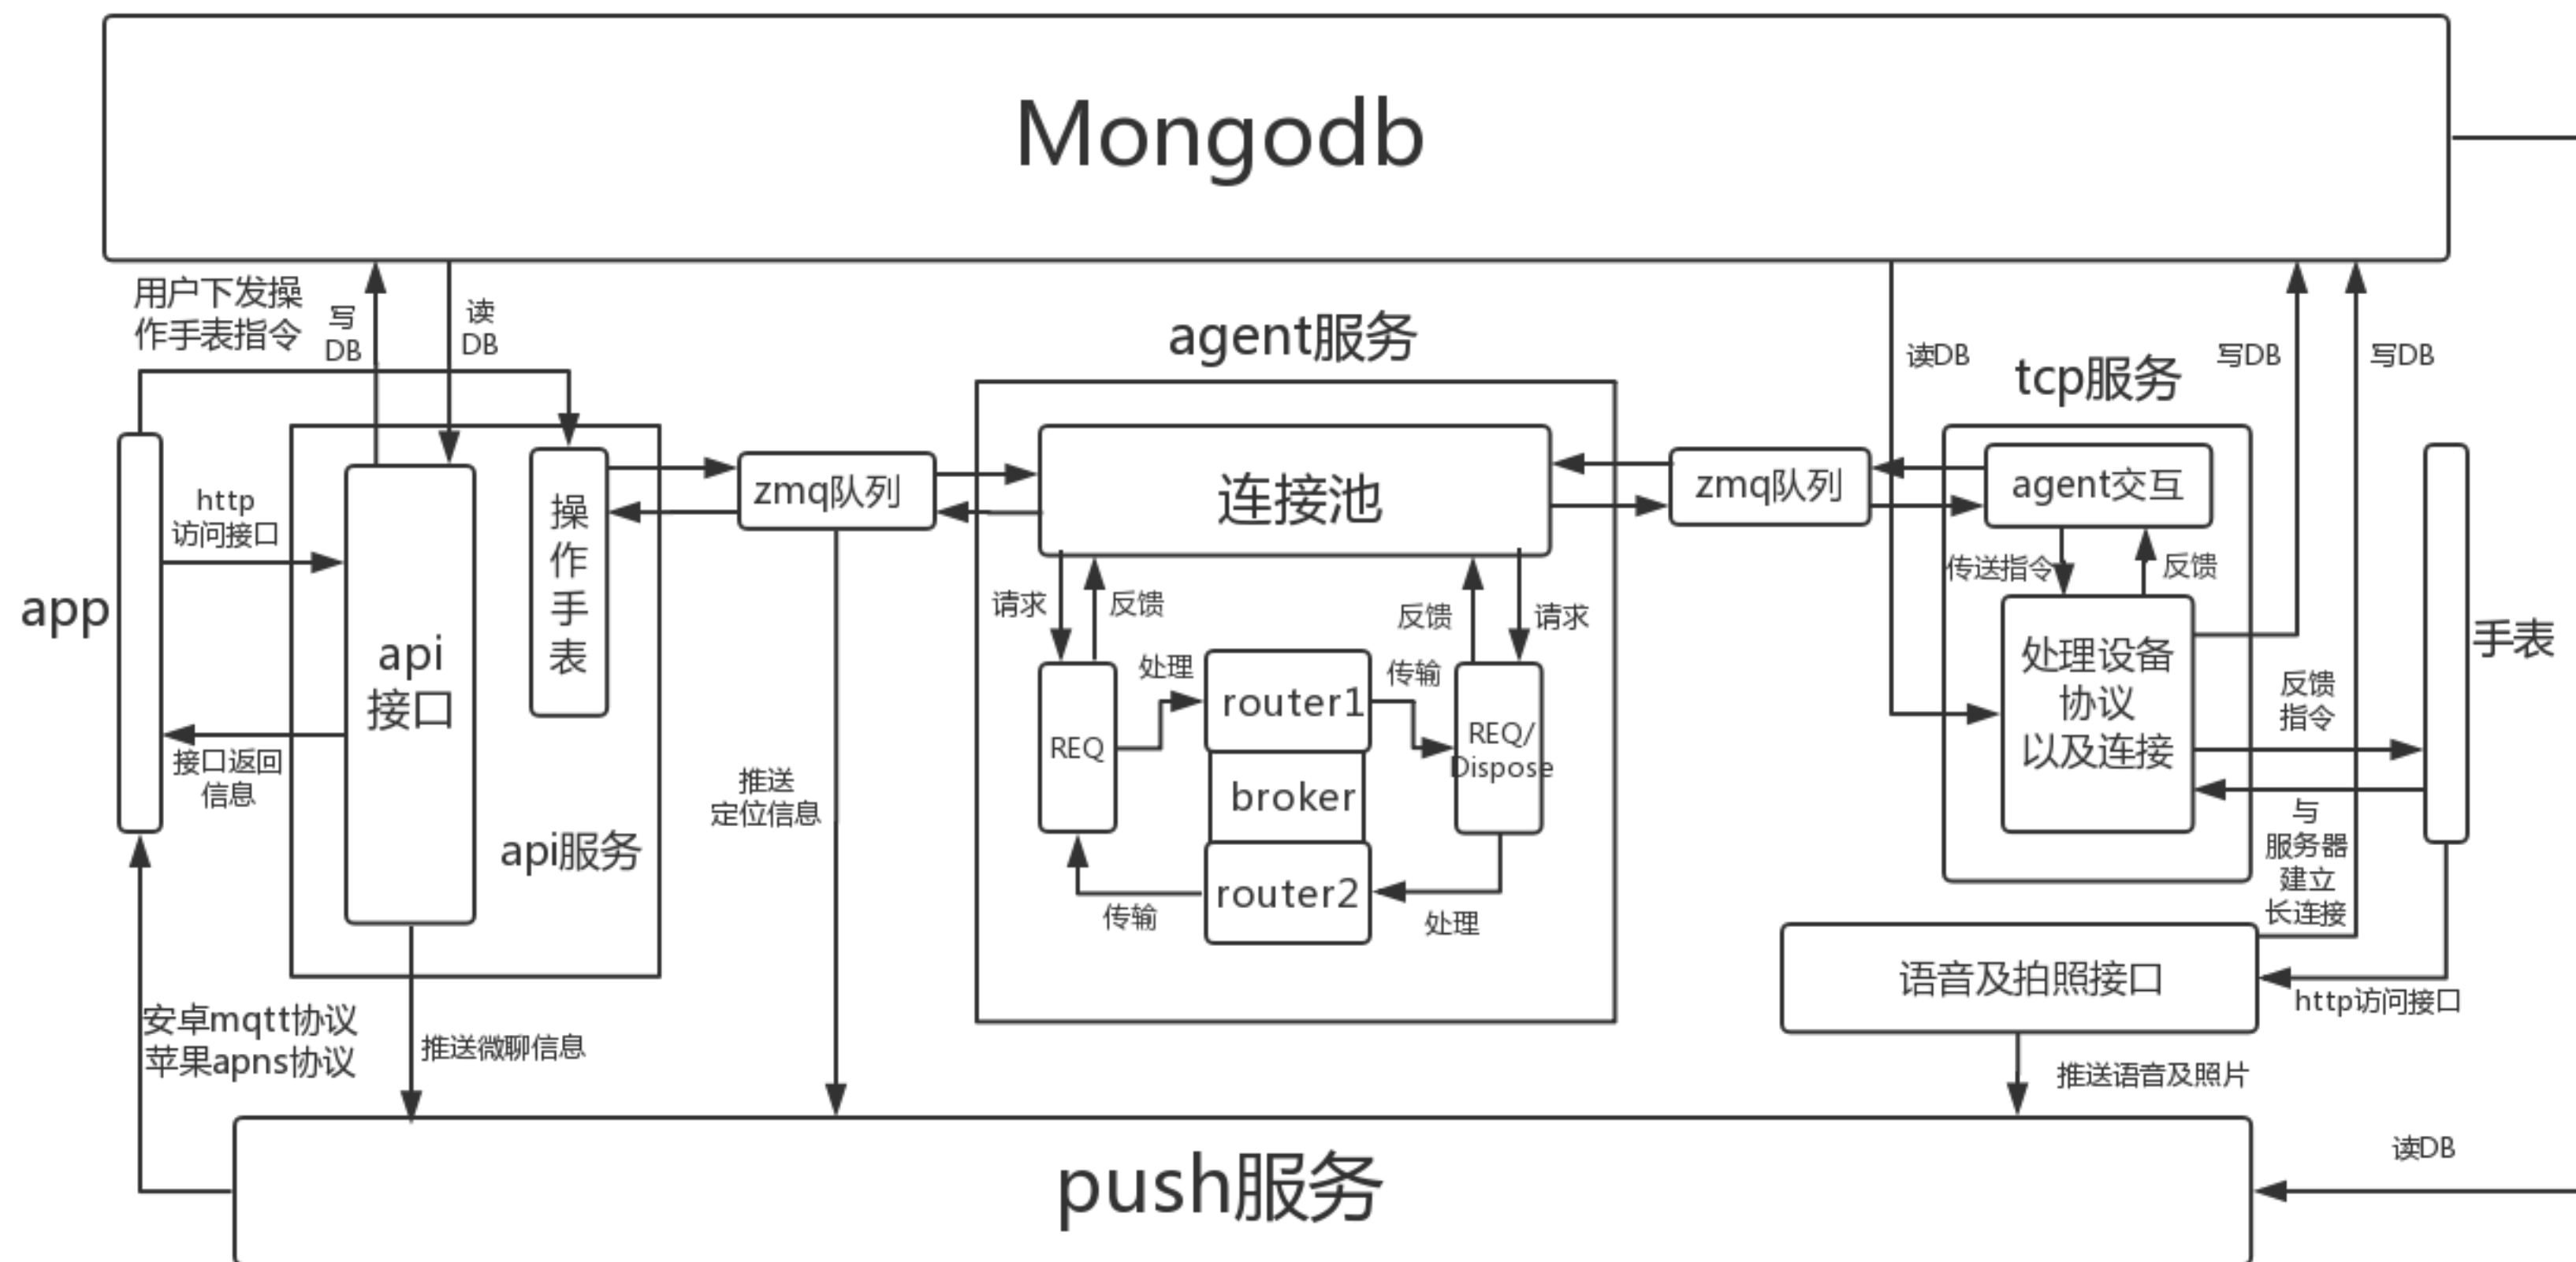 Mongodb
用户下发操
作手表指令
写
DB
读
DB
agent服务
读DB
tcp服务
写DB
写DB
app
http
访问接口
接口返回
信息
api
接口
操
作
手
表
api服务
zmq队列
推送
定位信息
连接池
请求
反馈
反馈
请求
REQ
处理
router1
传输
REQ/
Dispose
broker
router2
传输
处理
zmq队列
agent交互
传送指令
反馈
处理设备
协议
以及连接
反馈
指令
与
服务器
建立
长连接
手表
语音及拍照接口
http访问接口
安卓mqtt协议
苹果apns协议
推送微聊信息
推送语音及照片
push服务
读DB